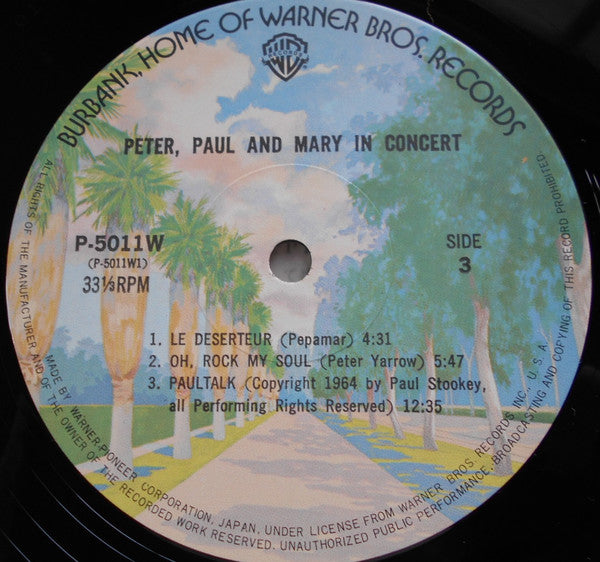 BURBANK, HOME OF WARNER BROS. RECORDS
WB
RECORDS
PETER, PAUL AND MARY IN CONCERT
P-5011W
(P-5011W1)
33⅓RPM
SIDE
3
1. LE DESERTEUR (Pepamar) 4:31
2. OH, ROCK MY SOUL (Peter Yarrow) 5:47
3. PAULTALK (Copyright 1964 by Paul Stookey,
all Performing Rights Reserved) 12:35
MADE BY WARNER-PIONEER CORPORATION, JAPAN, UNDER LICENSE FROM WARNER BROS. RECORDS INC., U.S.A.
ALL RIGHTS OF THE MANUFACTURER AND OF THE OWNER OF THE RECORDED WORK RESERVED. UNAUTHORIZED PUBLIC PERFORMANCE, BROADCASTING AND COPYING OF THIS RECORD PROHIBITED.